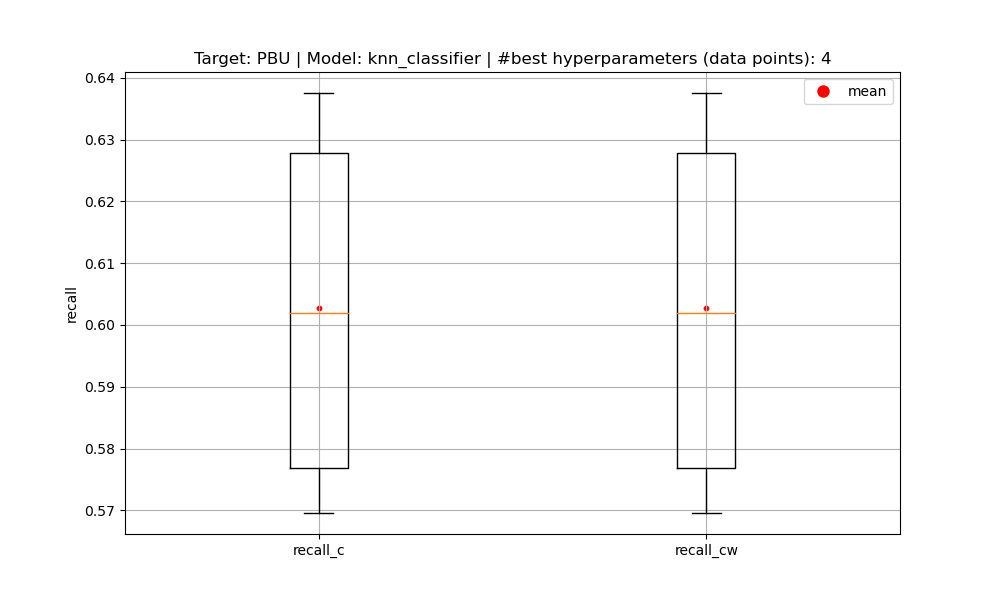 Target: PBU | Model: knn_classifier | #best hyperparameters (data points): 4
mean
0.64
0.63
0.62
0.61
0.60
0.59
0.58
0.57
recall
recall_c
recall_cw